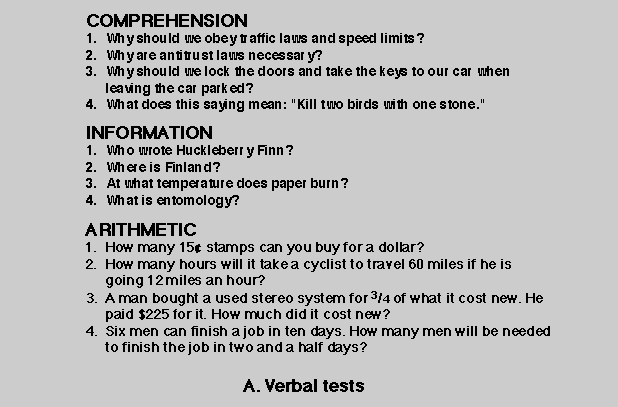 COMPREHENSION
1. Why should we obey traffic laws and speed limits?
2. Why are antitrust laws necessary?
3. Why should we lock the doors and take the keys to our car when
leaving the car parked?
4. What does this saying mean: "Kill two birds with one stone."
INFORMATION
1. Who wrote Huckleberry Finn?
2. Where is Finland?
3. At what temperature does paper burn?
4. What is entomology?
ARITHMETIC
1. How many 15¢ stamps can you buy for a dollar?
2. How many hours will it take a cyclist to travel 60 miles if he is
going 12 miles an hour?
3. A man bought a used stereo system for 3/4 of what it cost new. He
paid $225 for it. How much did it cost new?
4. Six men can finish a job in ten days. How many men will be needed
to finish the job in two and a half days?
A. Verbal tests